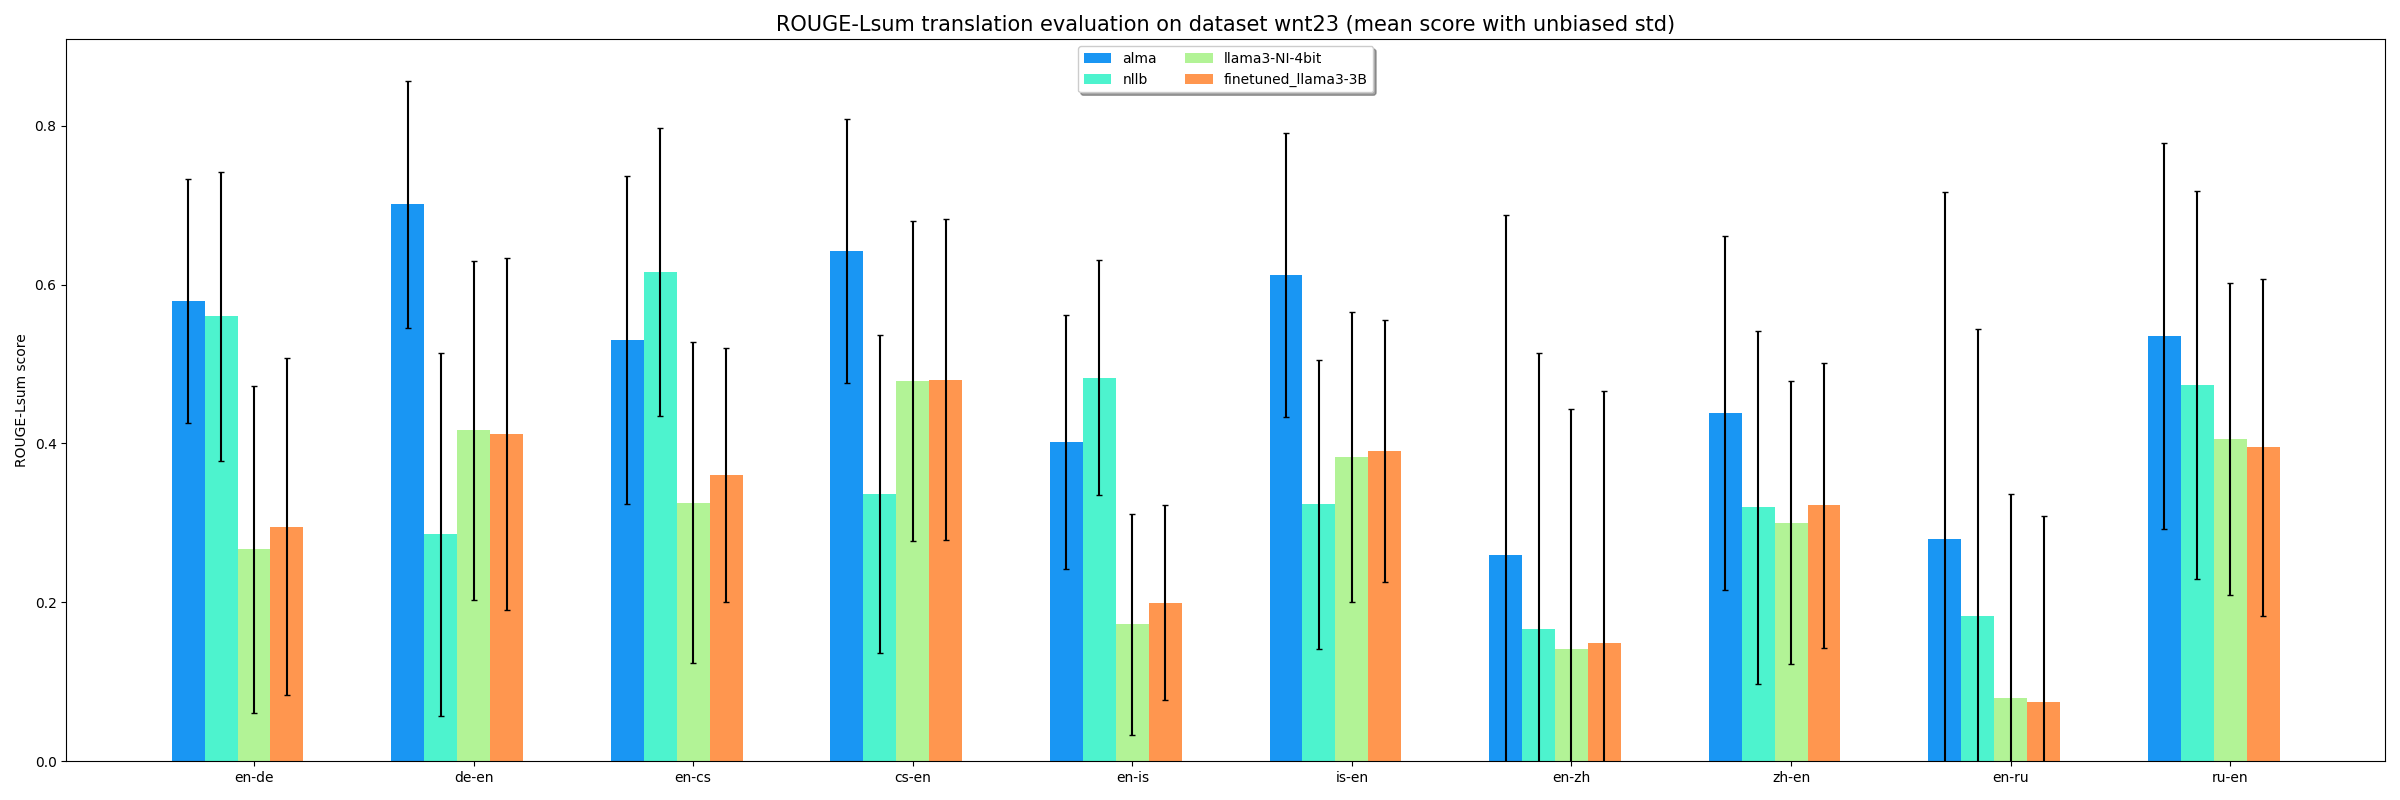 ROUGE-Lsum translation evaluation on dataset wnt23 (mean score with unbiased std)
alma
nllb
llama3-NI-4bit
finetuned_llama3-3B
ROUGE-Lsum score
0.8
0.6
0.4
0.2
0.0
en-de de-en en-cs cs-en en-is is-en en-zh zh-en en-ru ru-en